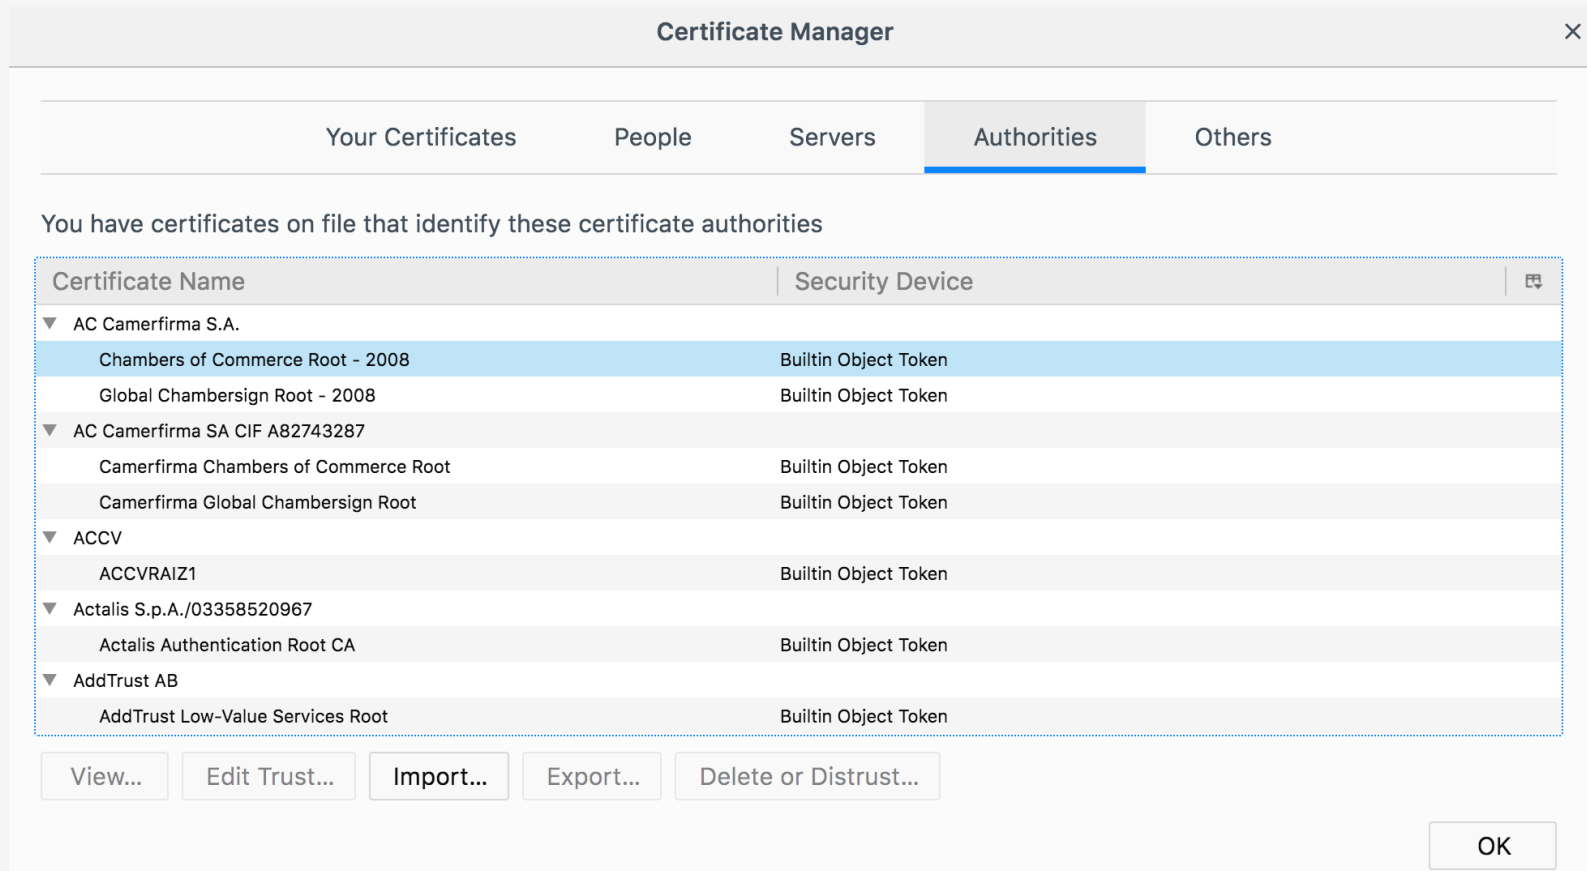 Certificate Manager
Your Certificates People Servers Authorities Others
You have certificates on file that identify these certificate authorities
Certificate Name Security Device
AC Camerfirma S.A.
Chambers of Commerce Root - 2008 Builtin Object Token
Global Chambersign Root - 2008 Builtin Object Token
AC Camerfirma SA CIF A82743287
Camerfirma Chambers of Commerce Root Builtin Object Token
Camerfirma Global Chambersign Root Builtin Object Token
ACCV
ACCVRAIZ1 Builtin Object Token
Actalis S.p.A./03358520967
Actalis Authentication Root CA Builtin Object Token
AddTrust AB
AddTrust Low-Value Services Root Builtin Object Token
View... Edit Trust... Import... Export... Delete or Distrust...
OK